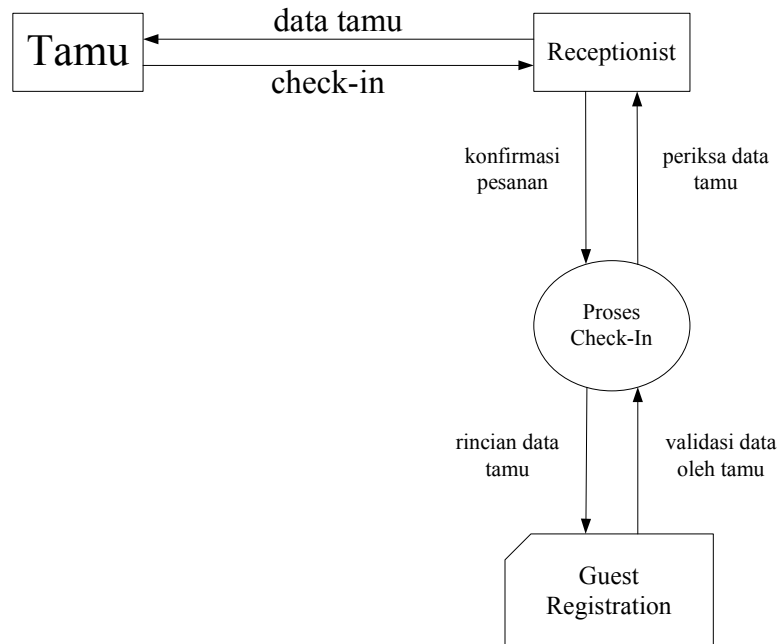 data tamu
Tamu
Receptionist
check-in
konfirmasi
pesanan
periksa data
tamu
Proses
Check-In
rincian data
tamu
validasi data
oleh tamu
Guest
Registration